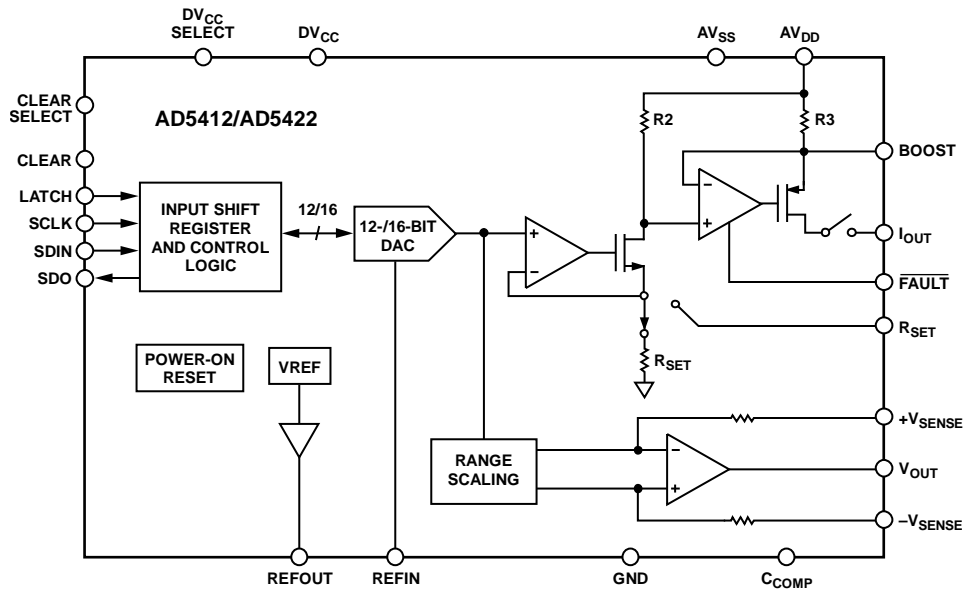 DVCC
SELECT
DVCC
AVSS
AVDD
CLEAR
SELECT
AD5412/AD5422
R2
R3
BOOST
CLEAR
LATCH
SCLK
SDIN
SDO
INPUT SHIFT
REGISTER
AND CONTROL
LOGIC
12/16
12-/16-BIT
DAC
+
−
−
+
IOUT
FAULT
RSET
RSET
POWER-ON
RESET
VREF
RANGE
SCALING
−
+
+VSENSE
VOUT
−VSENSE
REFOUT
REFIN
GND
CCOMP